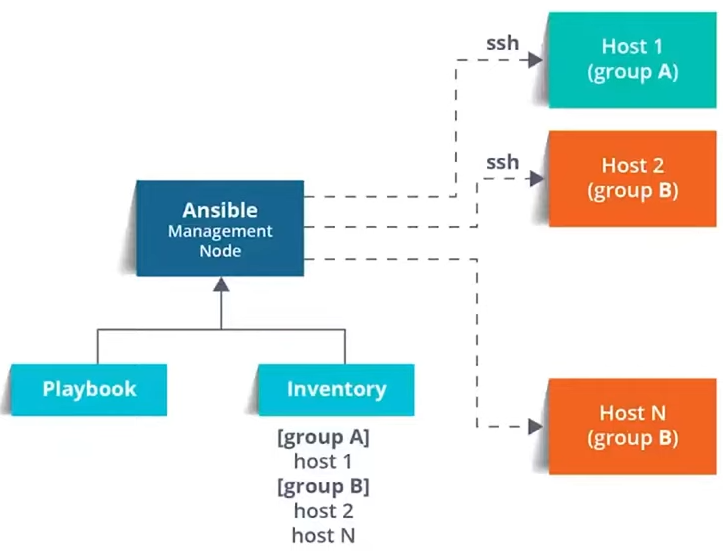 ssh
Host 1
(group A)
ssh
Host 2
(group B)
Ansible
Management
Node
Host N
(group B)
Playbook
Inventory
[group A]
host 1
[group B]
host 2
host N